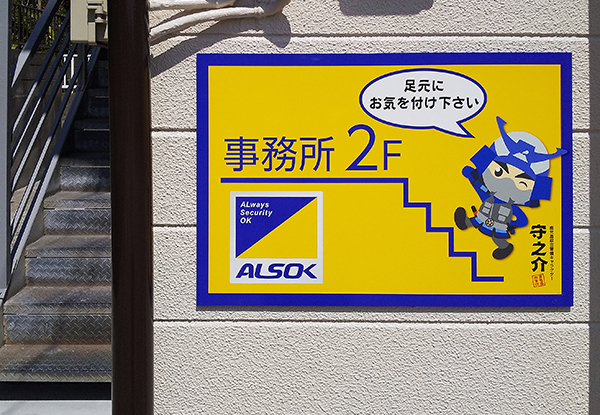 足元に
お気を付け下さい
事務所 2F
ALways
Security
OK
ALSOK
守之介